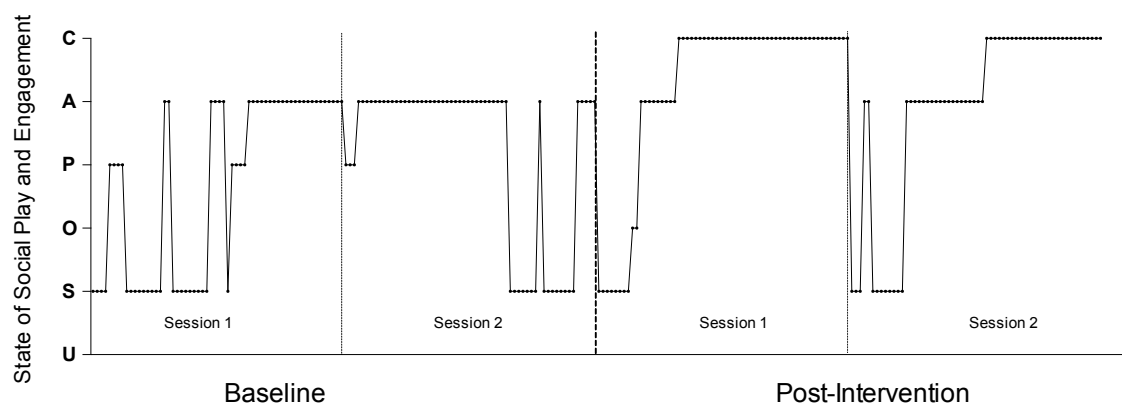 State of Social Play and Engagement
C
A
P
O
S
U
Session 1
Session 2
Session 1
Session 2
Baseline
Post-Intervention